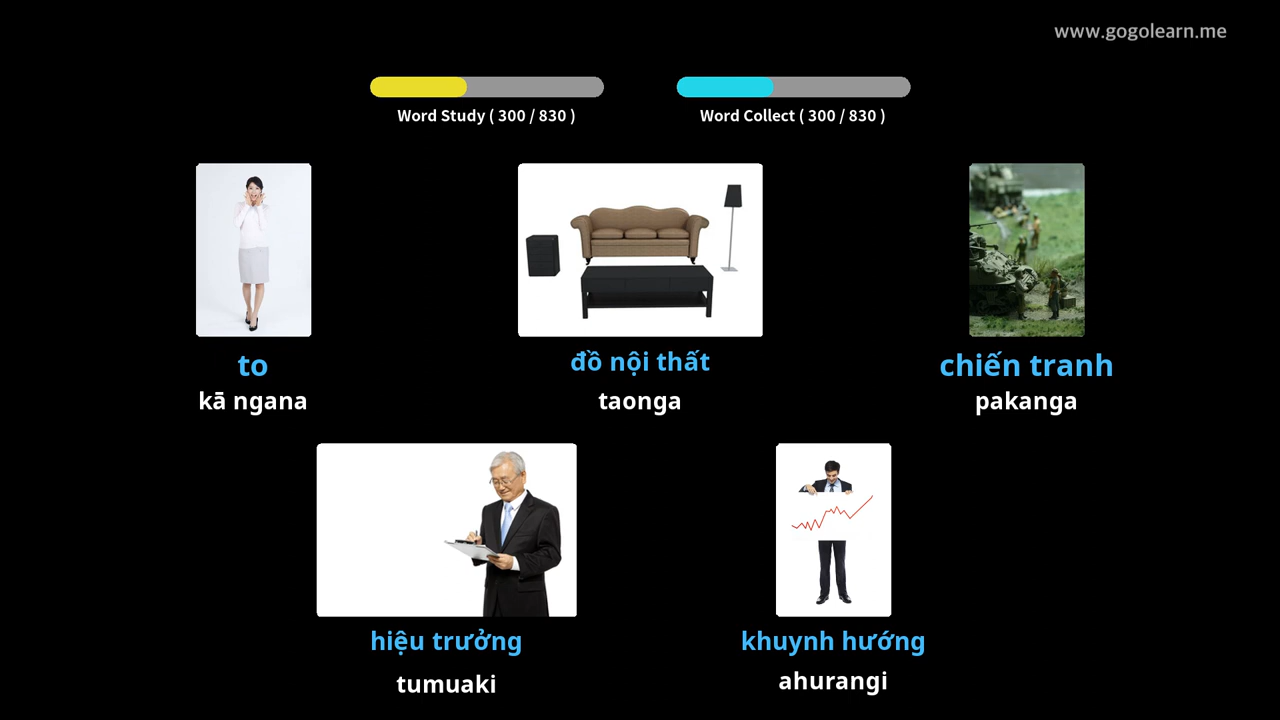 www.gogolearn.me
Word Study ( 300 / 830 )
Word Collect ( 300 / 830 )
to
kā ngana
đồ nội thất
taonga
chiến tranh
pakanga
hiệu trưởng
tumuaki
khuynh hướng
ahurangi